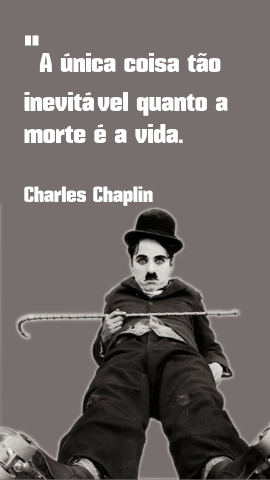 "A única coisa tão
inevitável quanto a
morte é a vida.
Charles Chaplin